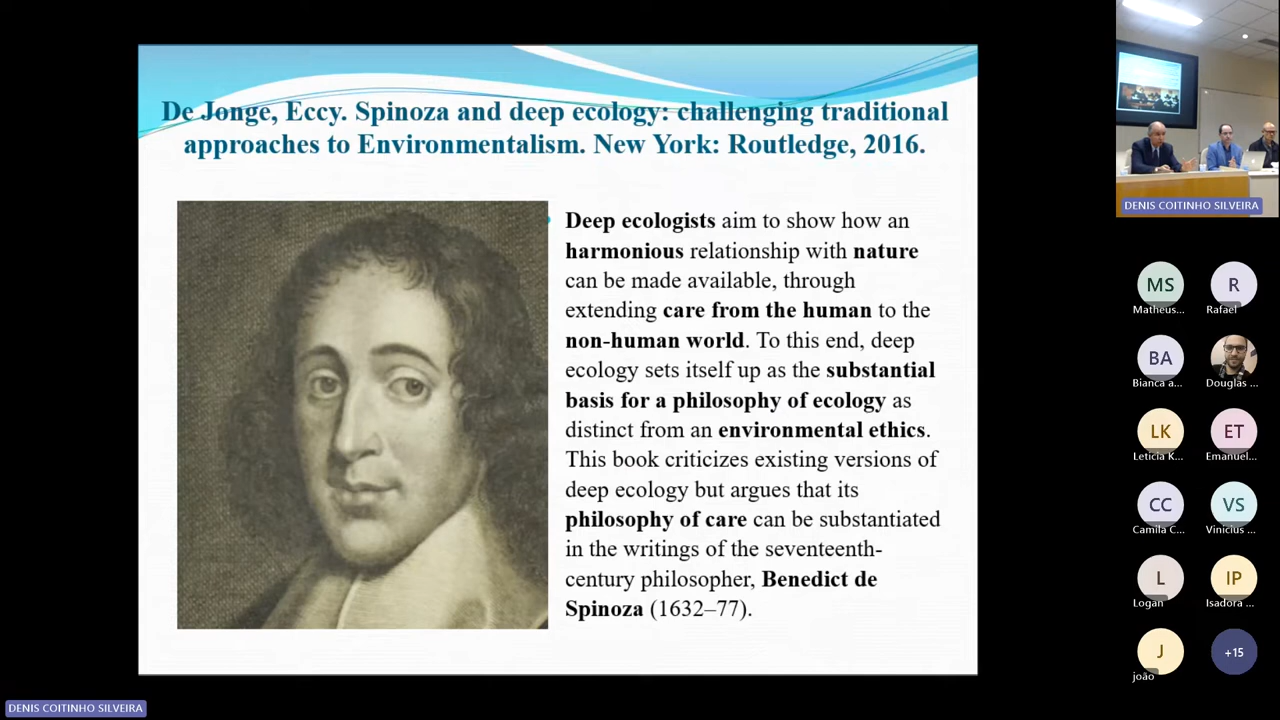 De Jonge, Eccy. Spinoza and deep ecology: challenging traditional
approaches to Environmentalism. New York: Routledge, 2016.
Deep ecologists aim to show how an
harmonious relationship with nature
can be made available, through
extending care from the human to the
non-human world. To this end, deep
ecology sets itself up as the substantial
basis for a philosophy of ecology as
distinct from an environmental ethics.
This book criticizes existing versions of
deep ecology but argues that its
philosophy of care can be substantiated
in the writings of the seventeenth-
century philosopher, Benedict de
Spinoza (1632–77).
DENIS COITINHO SILVEIRA
MS
Matheus...
R
Rafael
BA
Bianca a...
Douglas ...
LK
Leticia K...
ET
Emanuel...
CC
Camila C...
VS
Vinicius ...
L
Logan
IP
Isadora ...
J
joão
+15
DENIS COITINHO SILVEIRA